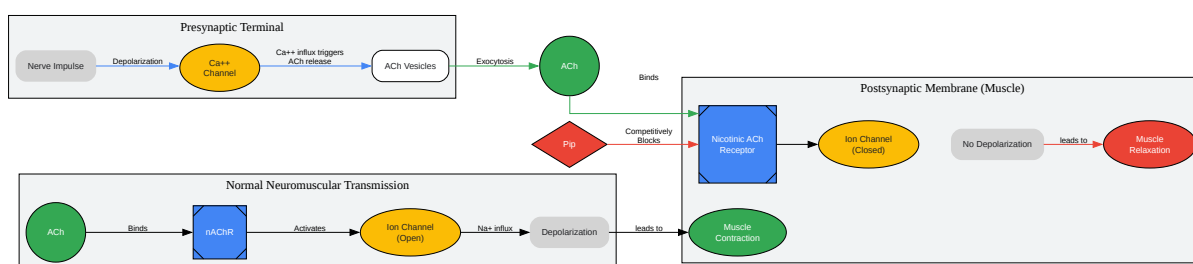 Presynaptic Terminal
Nerve Impulse
Depolarization
Ca++
Channel
Ca++ influx triggers
ACh release
ACh Vesicles
Exocytosis
ACh
Binds
Pip
Competitively
Blocks
Postsynaptic Membrane (Muscle)
Nicotinic ACh
Receptor
Ion Channel
(Closed)
No Depolarization
leads to
Muscle
Relaxation
Normal Neuromuscular Transmission
ACh
Binds
nAChR
Activates
Ion Channel
(Open)
Na+ influx
Depolarization
leads to
Muscle
Contraction